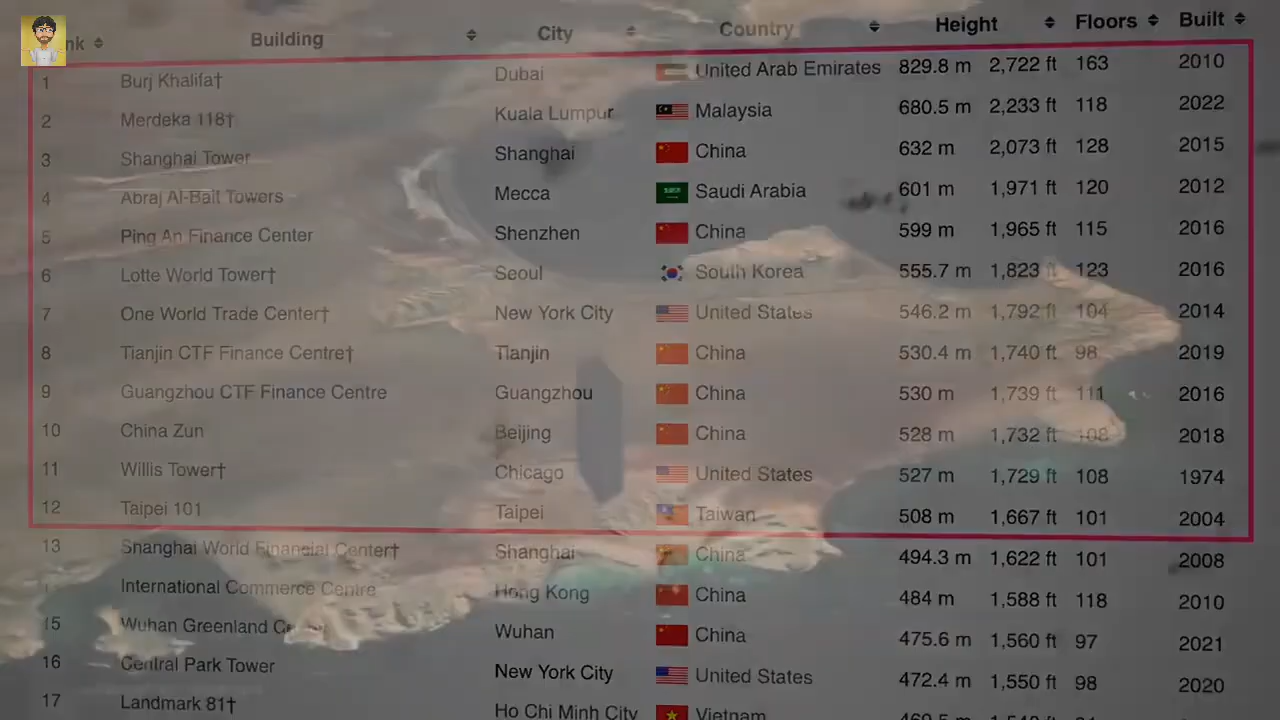 nk Building City Country Height Floors Built
1 Burj Khalifa† Dubai United Arab Emirates 829.8 m 2,722 ft 163 2010
2 Merdeka 118† Kuala Lumpur Malaysia 680.5 m 2,233 ft 118 2022
3 Shanghai Tower Shanghai China 632 m 2,073 ft 128 2015
4 Abraj Al-Bait Towers Mecca Saudi Arabia 601 m 1,971 ft 120 2012
5 Ping An Finance Center Shenzhen China 599 m 1,965 ft 115 2016
6 Lotte World Tower† Seoul South Korea 555.7 m 1,823 ft 123 2016
7 One World Trade Center† New York City United States 546.2 m 1,792 ft 104 2014
8 Tianjin CTF Finance Centre† Tianjin China 530.4 m 1,740 ft 98 2019
9 Guangzhou CTF Finance Centre Guangzhou China 530 m 1,739 ft 111 2016
10 China Zun Beijing China 528 m 1,732 ft 108 2018
11 Willis Tower† Chicago United States 527 m 1,729 ft 108 1974
12 Taipei 101 Taipei Taiwan 508 m 1,667 ft 101 2004
13 Shanghai World Financial Center† Shanghai China 494.3 m 1,622 ft 101 2008
International Commerce Centre Hong Kong China 484 m 1,588 ft 118 2010
15 Wuhan Greenland Wuhan China 475.6 m 1,560 ft 97 2021
16 Central Park Tower New York City United States 472.4 m 1,550 ft 98 2020
17 Landmark 81† Ho Chi Minh City Vietnam